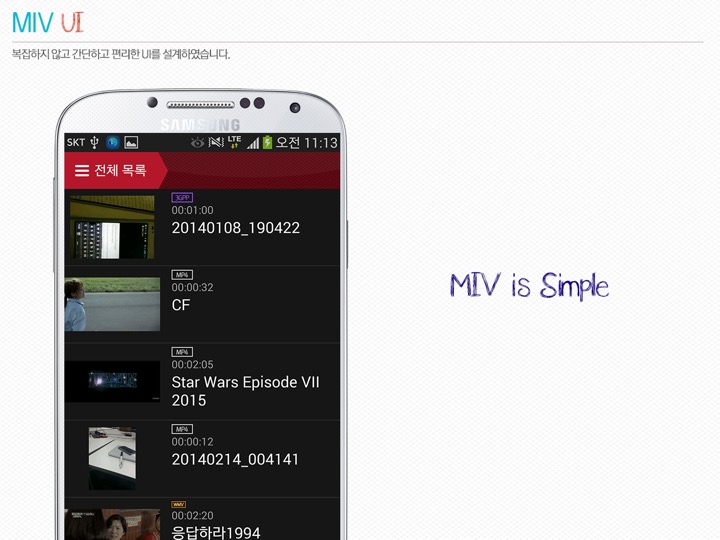 MIV UI
복잡하지 않고 간단하고 편리한 UI를 설계하였습니다.
SAMSUNG
SKT LTE 오전 11:13
전체 목록
3GPP
00:01:00
20140108_190422
MP4
00:00:32
CF
MIV is Simple
MP4
00:02:05
Star Wars Episode VII
2015
MP4
00:00:12
20140214_004141
WMV
00:02:20
응답하라1994